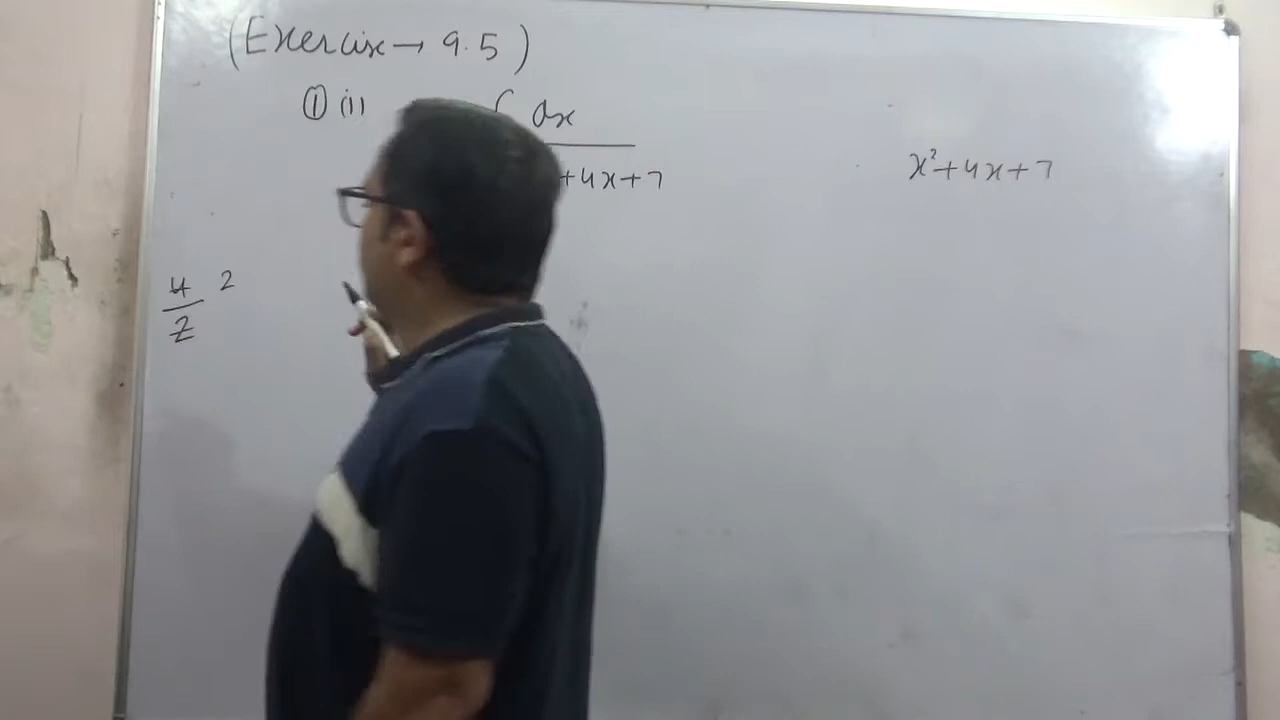 (Exercise → 9.5)
① (i) ∫ dx
+4x+7
x²+4x+7
4 2
2